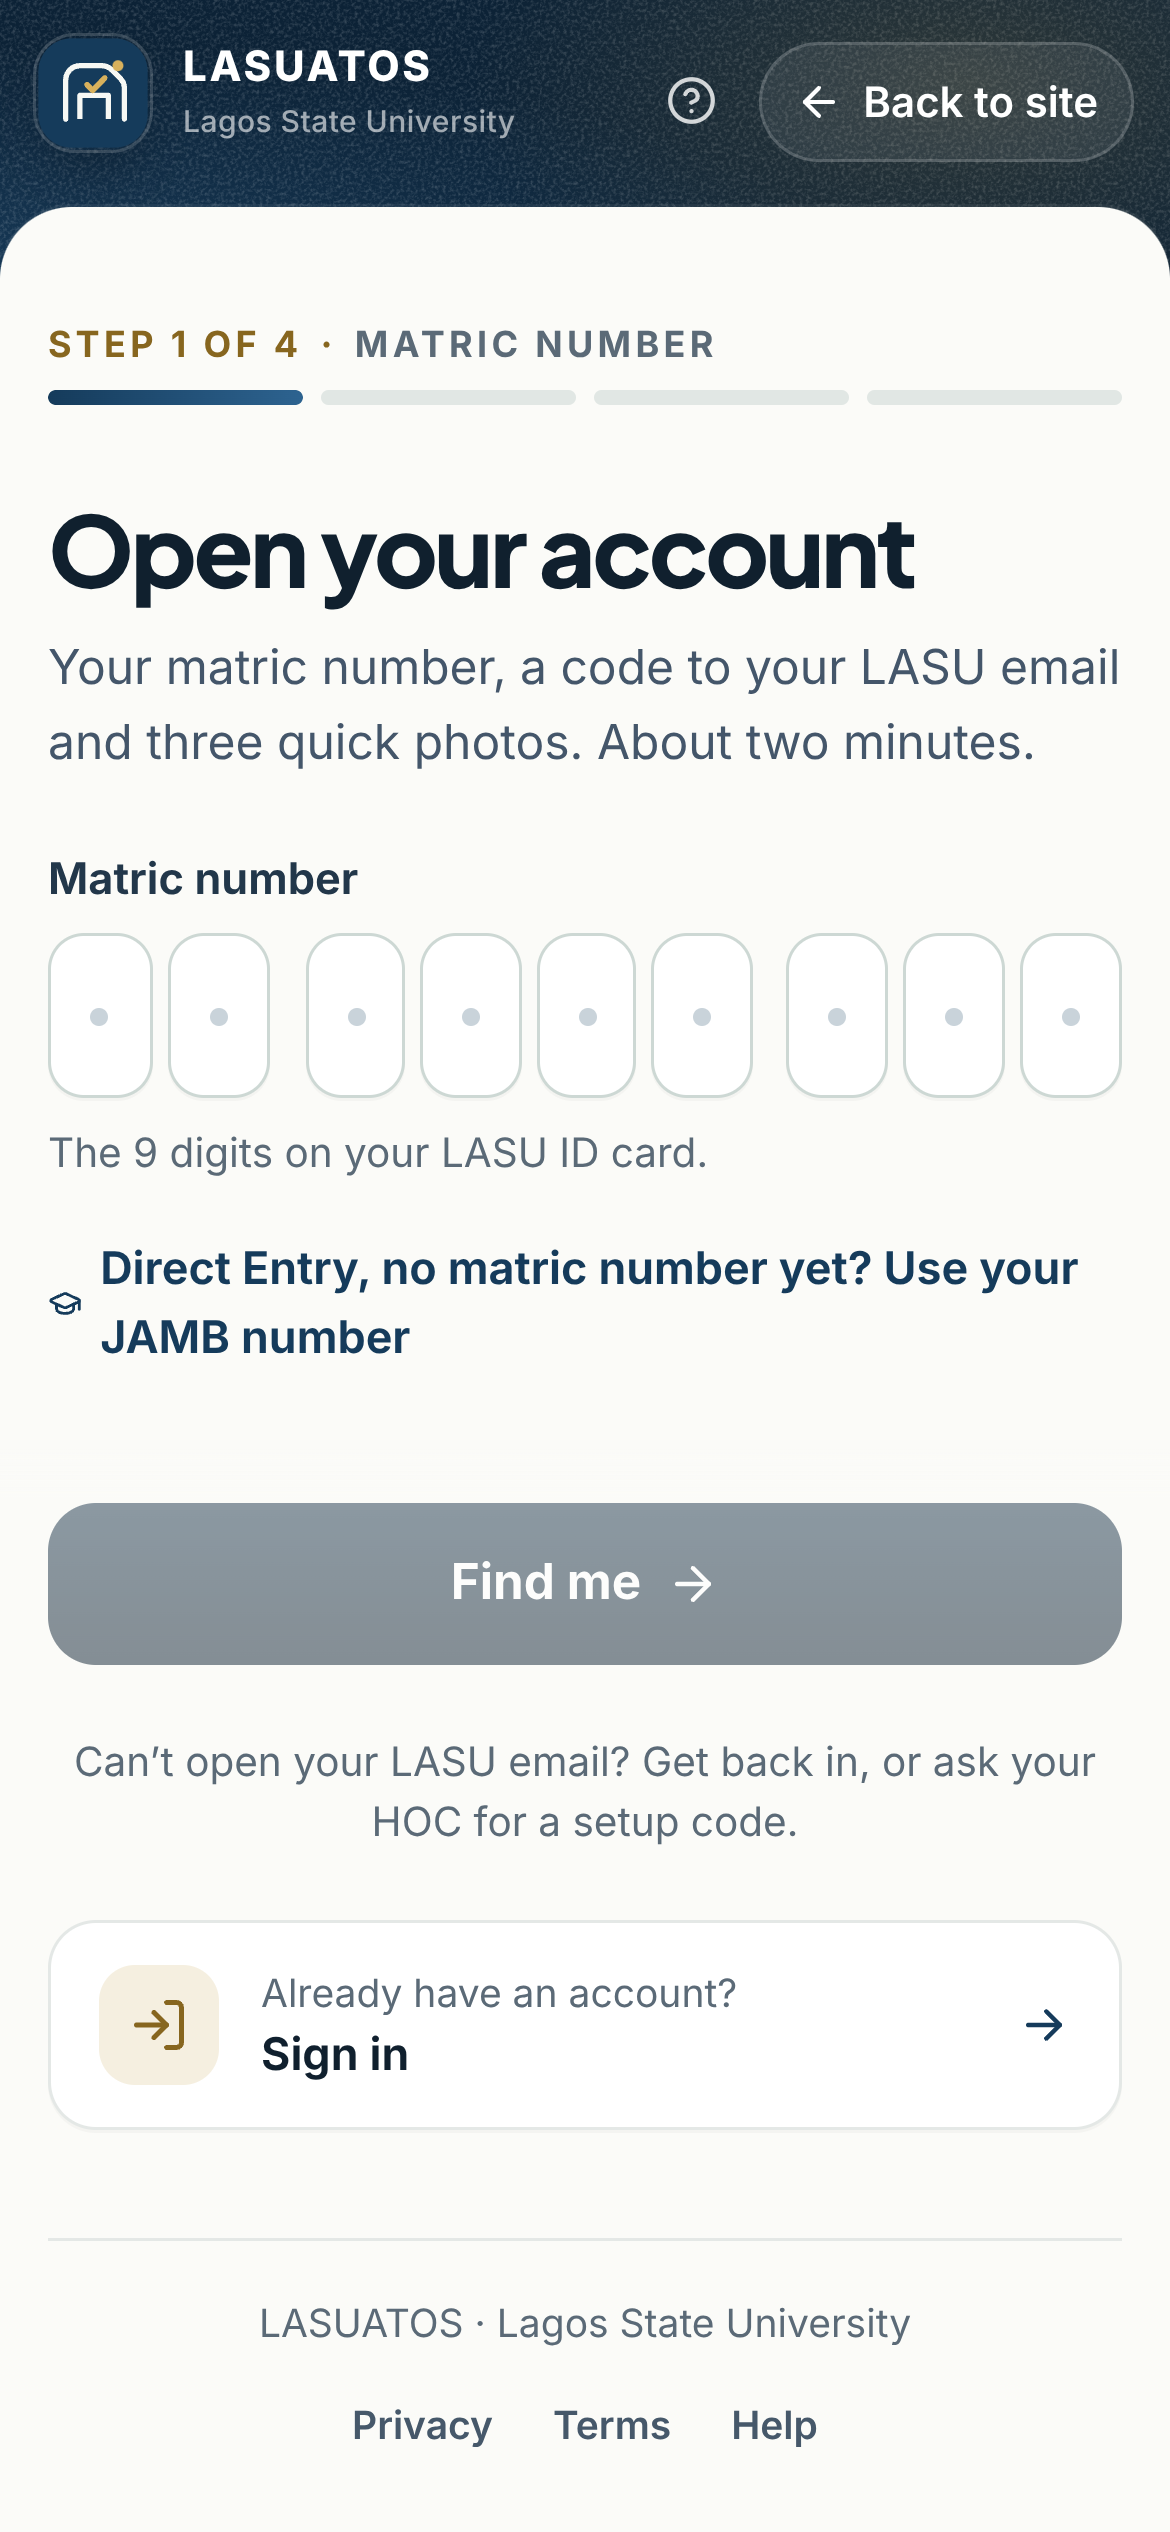 LASUATOS
Lagos State University
Back to site
STEP 1 OF 4 · MATRIC NUMBER
Open your account
Your matric number, a code to your LASU email
and three quick photos. About two minutes.
Matric number
The 9 digits on your LASU ID card.
Direct Entry, no matric number yet? Use your
JAMB number
Find me
Can’t open your LASU email? Get back in, or ask your
HOC for a setup code.
Already have an account?
Sign in
LASUATOS · Lagos State University
Privacy Terms Help